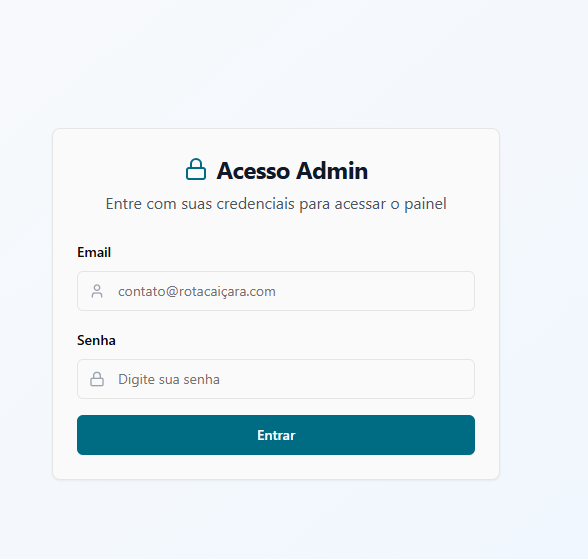 Acesso Admin
Entre com suas credenciais para acessar o painel
Email
contato@rotacaiçara.com
Senha
Digite sua senha
Entrar